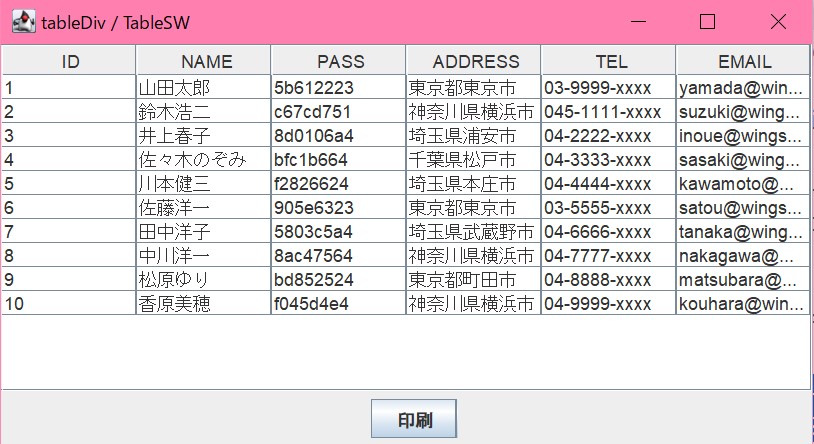 tableDiv / TableSW
ID NAME PASS ADDRESS TEL EMAIL
1 山田太郎 5b612223 東京都東京市 03-9999-xxxx yamada@win...
2 鈴木浩二 c67cd751 神奈川県横浜市 045-1111-xxxx suzuki@wing...
3 井上春子 8d0106a4 埼玉県浦安市 04-2222-xxxx inoue@wings...
4 佐々木のぞみ bfc1b664 千葉県松戸市 04-3333-xxxx sasaki@wing...
5 川本健三 f2826624 埼玉県本庄市 04-4444-xxxx kawamoto@...
6 佐藤洋一 905e6323 東京都東京市 03-5555-xxxx satou@wings...
7 田中洋子 5803c5a4 埼玉県武蔵野市 04-6666-xxxx tanaka@wing...
8 中川洋一 8ac47564 神奈川県横浜市 04-7777-xxxx nakagawa@...
9 松原ゆり bd852524 東京都町田市 04-8888-xxxx matsubara@...
10 香原美穂 f045d4e4 神奈川県横浜市 04-9999-xxxx kouhara@win...
印刷